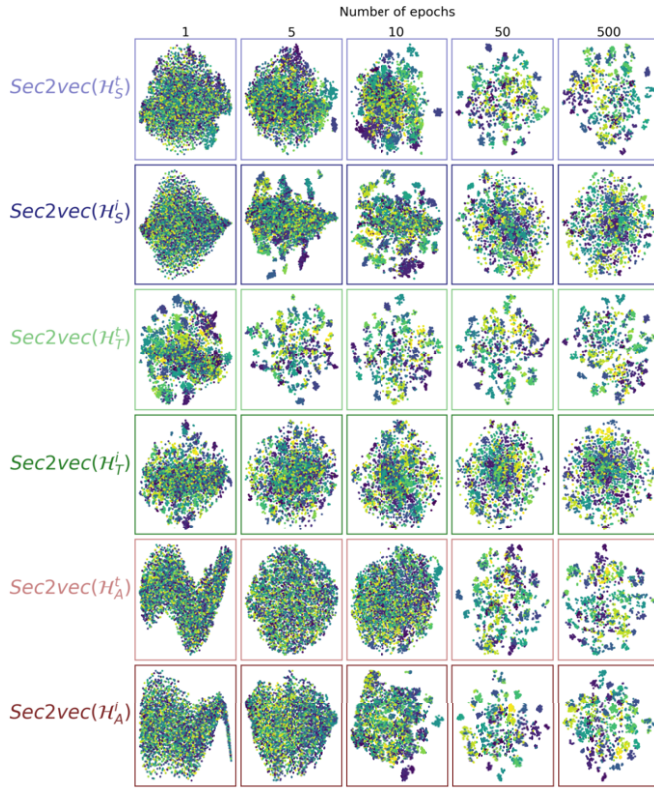 Number of epochs
1 5 10 50 500
Sec2vec(ℋ_S^t)
Sec2vec(ℋ_S^i)
Sec2vec(ℋ_T^t)
Sec2vec(ℋ_T^i)
Sec2vec(ℋ_A^t)
Sec2vec(ℋ_A^i)